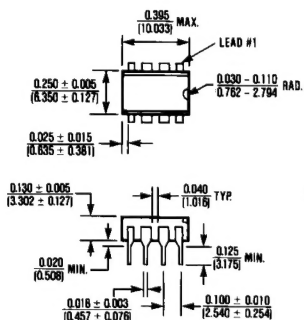 0.395
(10.033) MAX.
LEAD #1
0.250 ± 0.005
(6.350 ± 0.127)
0.030 - 0.110
0.762 - 2.794 RAD.
0.025 ± 0.015
(0.635 ± 0.381)
0.130 ± 0.005
(3.302 ± 0.127)
0.040
(1.016) TYP.
0.020
(0.508) MIN.
0.125
(3.175) MIN.
0.018 ± 0.003
(0.457 ± 0.076)
0.100 ± 0.010
(2.540 ± 0.254)